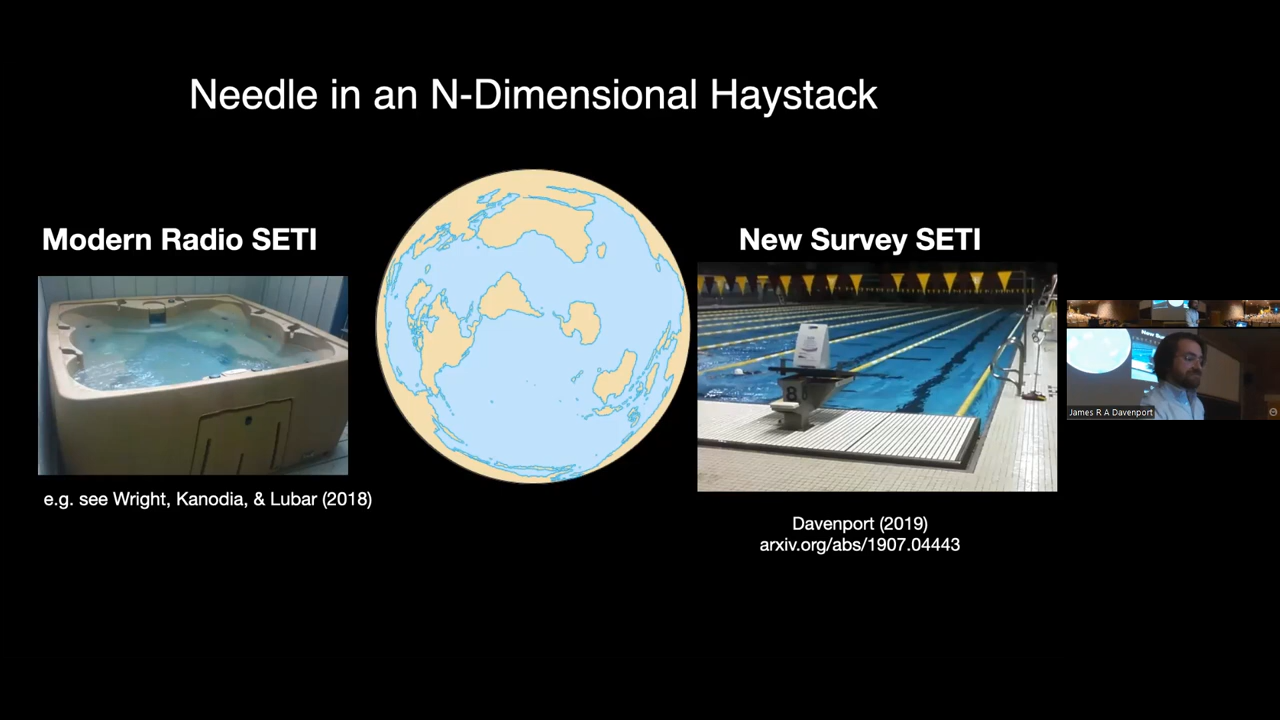 Needle in an N-Dimensional Haystack
Modern Radio SETI
New Survey SETI
8
e.g. see Wright, Kanodia, & Lubar (2018)
Davenport (2019)
arxiv.org/abs/1907.04443
James R A Davenport